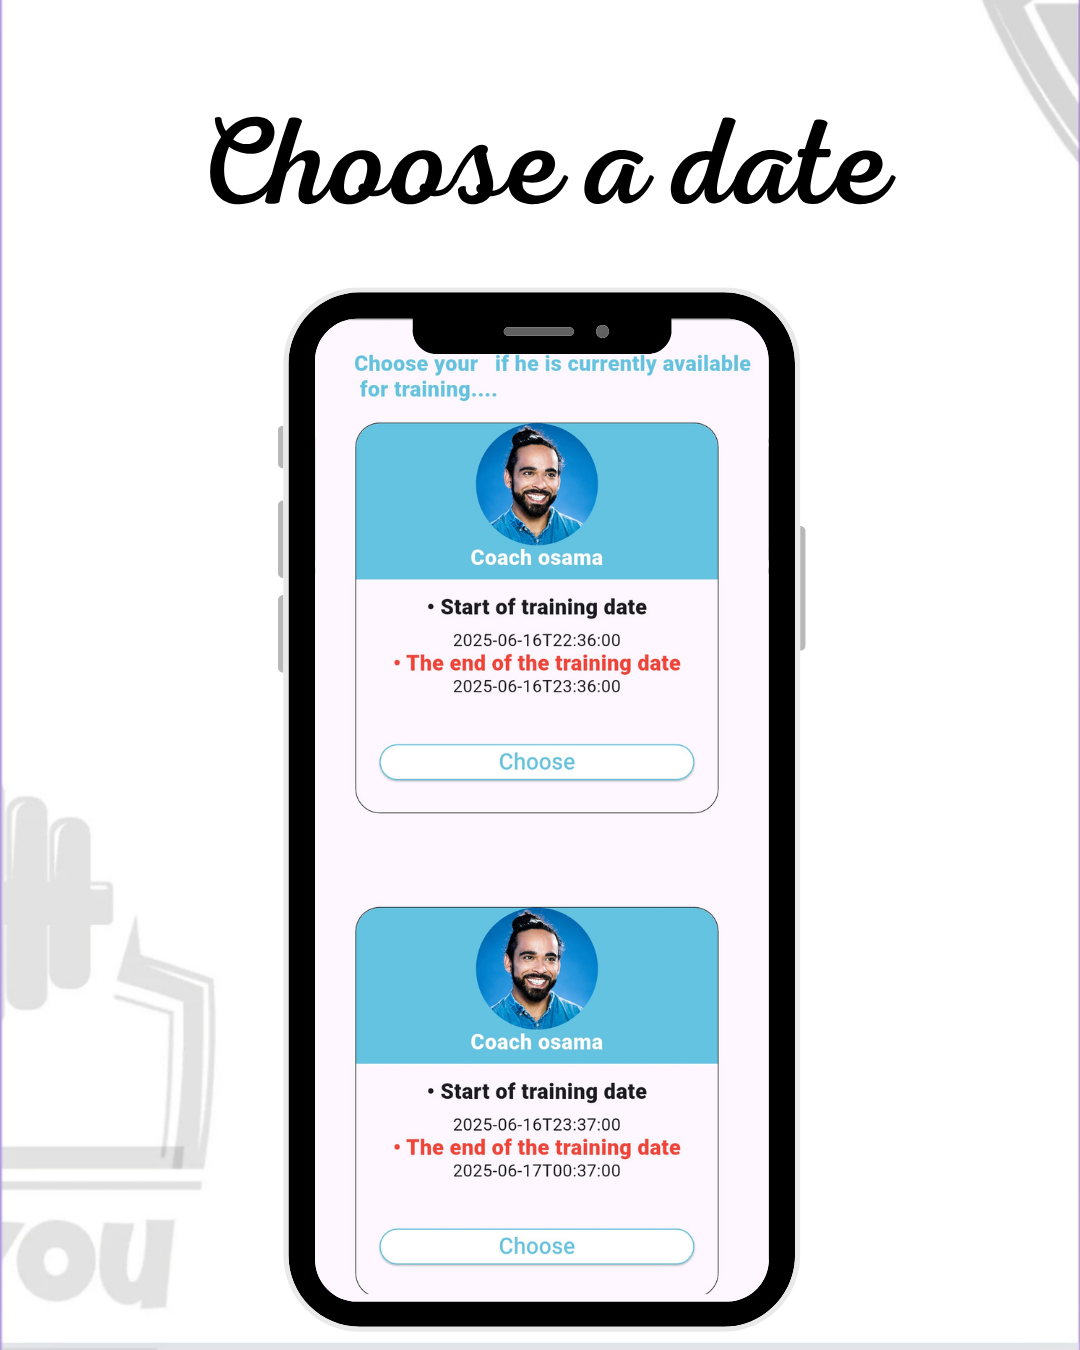 Choose a date
Choose your if he is currently available
for training....
Coach osama
• Start of training date
2025-06-16T22:36:00
• The end of the training date
2025-06-16T23:36:00
Choose
Coach osama
• Start of training date
2025-06-16T23:37:00
• The end of the training date
2025-06-17T00:37:00
Choose
you